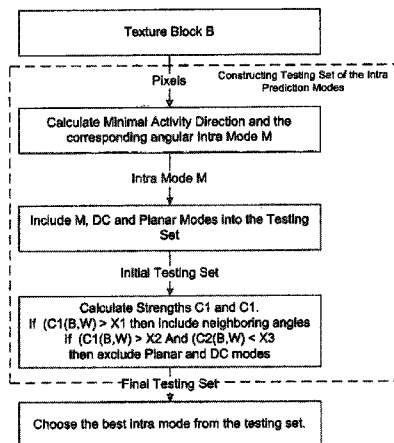 Texture Block B
Pixels
Constructing Testing Set of the Intra
Prediction Modes
Calculate Minimal Activity Direction and the
corresponding angular Intra Mode M
Intra Mode M
Include M, DC and Planar Modes into the Testing
Set
Initial Testing Set
Calculate Strengths C1 and C1.
If (C1(B,W) > X1 then include neighboring angles
If (C1(B,W) > X2 And (C2(B,W) < X3
then exclude Planar and DC modes
Final Testing Set
Choose the best intra mode from the testing set.